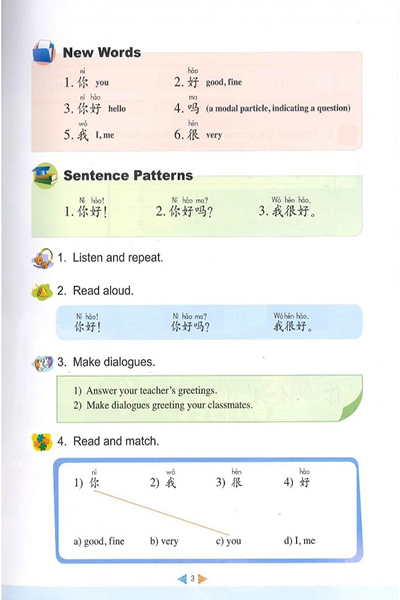 New Words
nǐ hǎo
1. 你 you 2. 好 good, fine
nǐ hǎo ma
3. 你好 hello 4. 吗 (a modal particle, indicating a question)
wǒ hěn
5. 我 I, me 6. 很 very
Sentence Patterns
Nǐ hǎo! Nǐ hǎo ma? Wǒ hěn hǎo.
1. 你好! 2. 你好吗? 3. 我很好。
1. Listen and repeat.
2. Read aloud.
Nǐ hǎo! Nǐ hǎo ma? Wǒ hěn hǎo.
你好! 你好吗? 我很好。
3. Make dialogues.
1) Answer your teacher's greetings.
2) Make dialogues greeting your classmates.
4. Read and match.
nǐ wǒ hěn hǎo
1) 你 2) 我 3) 很 4) 好
a) good, fine b) very c) you d) I, me
3